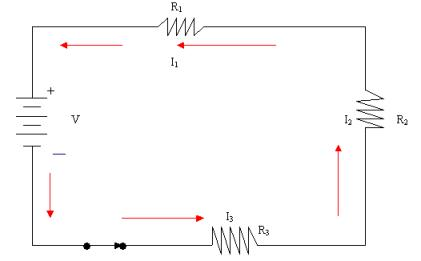 R₁
I₁
+
V
I₂ R₂
−
I₃
R₃